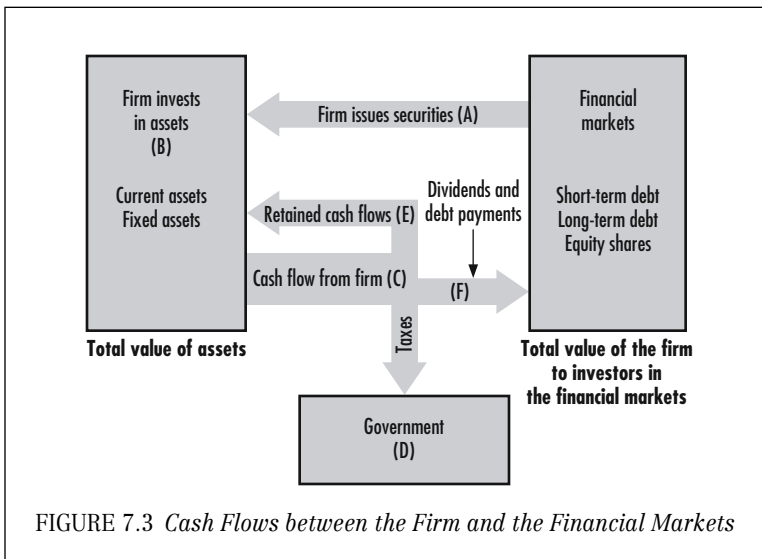 Firm invests
in assets
(B)
Current assets
Fixed assets
Total value of assets
Firm issues securities (A)
Retained cash flows (E)
Dividends and
debt payments
Cash flow from firm (C)
(F)
Taxes
Financial
markets
Short-term debt
Long-term debt
Equity shares
Total value of the firm
to investors in
the financial markets
Government
(D)
FIGURE 7.3 Cash Flows between the Firm and the Financial Markets